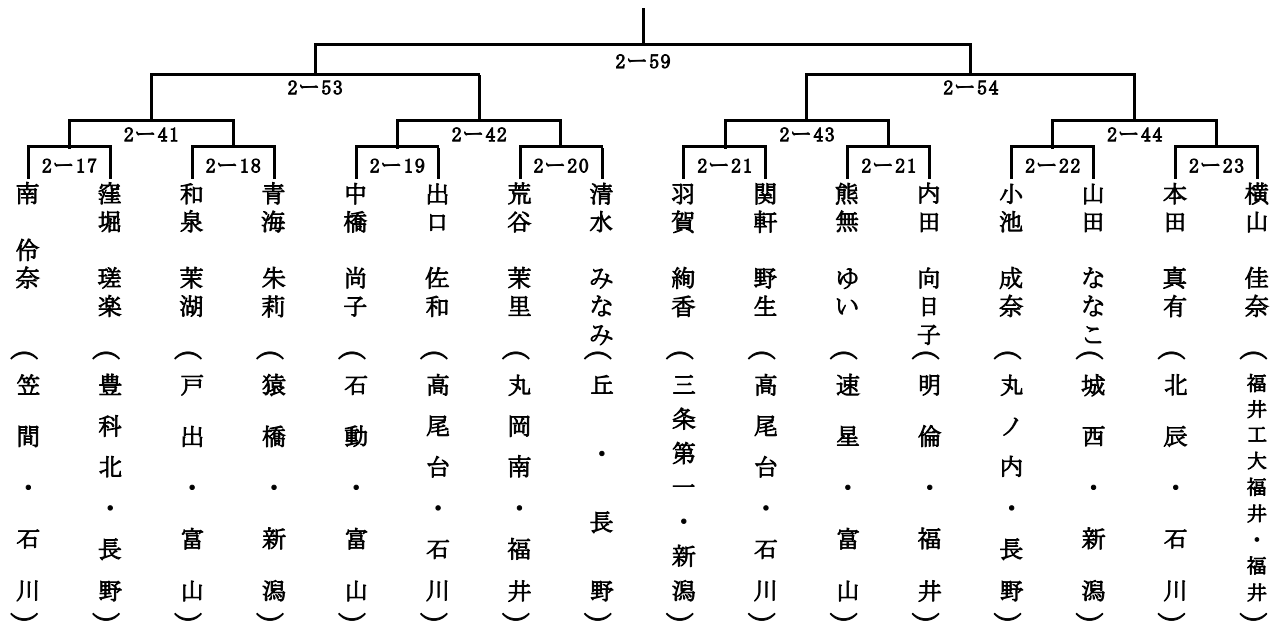 2ー59
2ー53
2ー54
2ー41
2ー42
2ー43
2ー44
2ー17
2ー18
2ー19
2ー20
2ー21
2ー21
2ー22
2ー23
南 伶奈 (笠間・石川)
窪堀 瑳楽 (豊科北・長野)
和泉 茉湖 (戸出・富山)
青海 朱莉 (猿橋・新潟)
中橋 尚子 (石動・富山)
出口 佐和 (高尾台・石川)
荒谷 茉里 (丸岡南・福井)
清水 みなみ (丘・長野)
羽賀 絢香 (三条第一・新潟)
関軒 野生 (高尾台・石川)
熊無 ゆい (速星・富山)
内田 向日子 (明倫・福井)
小池 成奈 (丸ノ内・長野)
山田 ななこ (城西・新潟)
本田 真有 (北辰・石川)
横山 佳奈 (福井工大福井・福井)